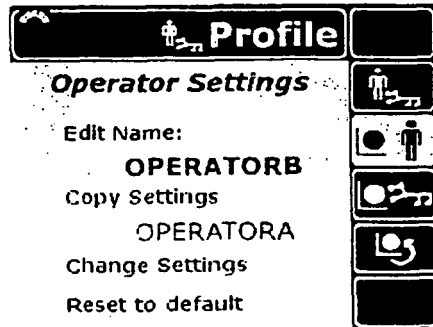 Profile
Operator Settings
Edit Name:
OPERATORB
Copy Settings
OPERATORA
Change Settings
Reset to default